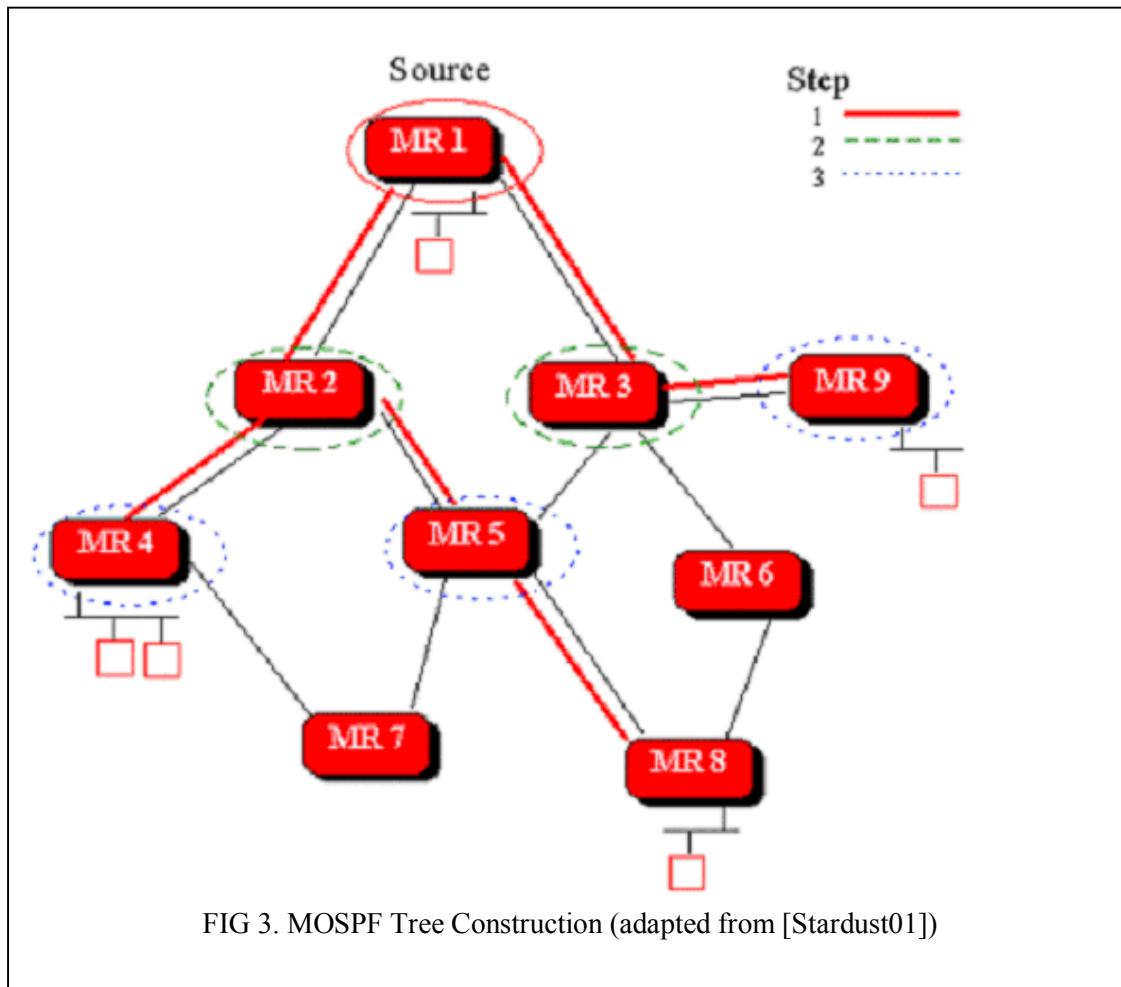 Source
Step
1
2
3
MR 1
MR 2
MR 3
MR 9
MR 4
MR 5
MR 6
MR 7
MR 8
FIG 3. MOSPF Tree Construction (adapted from [Stardust01])